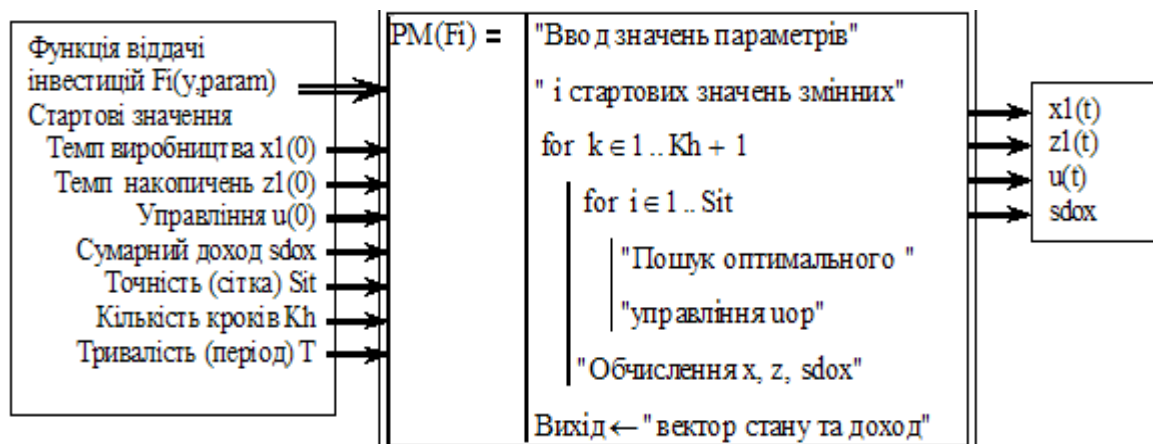 Функція віддачі
інвестицій Fi(y,param)
Стартові значення
Темп виробництва x1(0)
Темп накопичень z1(0)
Управління u(0)
Сумарний доход sdox
Точність (сітка) Sit
Кількість кроків Kh
Тривалість (період) T
PM(Fi) =
"Ввод значень параметрів"
" і стартових значень змінних"
for k ∈ 1 .. Kh + 1
for i ∈ 1 .. Sit
"Пошук оптимального "
"управління uop"
"Обчислення x, z, sdox"
Вихід ← "вектор стану та доход"
x1(t)
z1(t)
u(t)
sdox